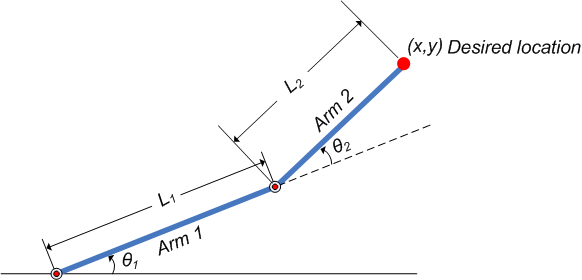 (x,y) Desired location
L2
Arm 2
θ2
L1
Arm 1
θ1